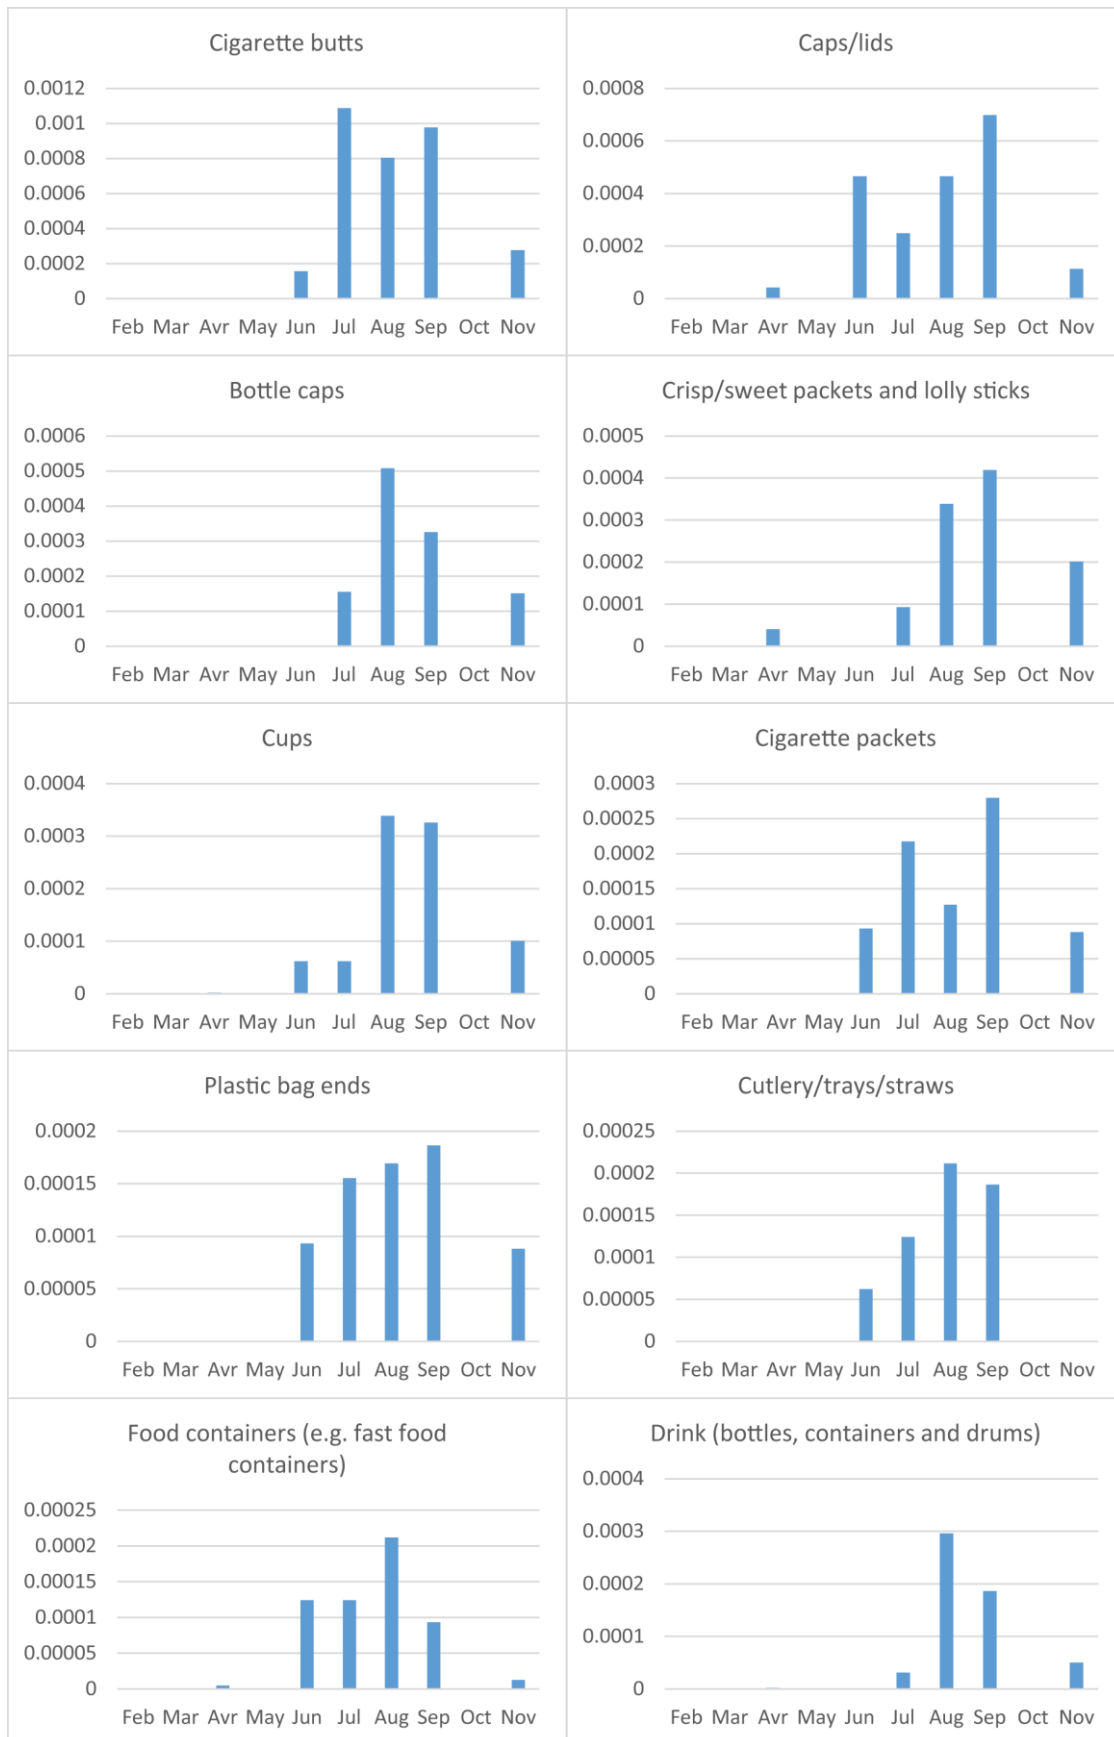 Cigarette butts
0.0012
0.001
0.0008
0.0006
0.0004
0.0002
0
Feb Mar Avr May Jun Jul Aug Sep Oct Nov
Caps/lids
0.0008
0.0006
0.0004
0.0002
0
Feb Mar Avr May Jun Jul Aug Sep Oct Nov
Bottle caps
0.0006
0.0005
0.0004
0.0003
0.0002
0.0001
0
Feb Mar Avr May Jun Jul Aug Sep Oct Nov
Crisp/sweet packets and lolly sticks
0.0005
0.0004
0.0003
0.0002
0.0001
0
Feb Mar Avr May Jun Jul Aug Sep Oct Nov
Cups
0.0004
0.0003
0.0002
0.0001
0
Feb Mar Avr May Jun Jul Aug Sep Oct Nov
Cigarette packets
0.0003
0.00025
0.0002
0.00015
0.0001
0.00005
0
Feb Mar Avr May Jun Jul Aug Sep Oct Nov
Plastic bag ends
0.0002
0.00015
0.0001
0.00005
0
Feb Mar Avr May Jun Jul Aug Sep Oct Nov
Cutlery/trays/straws
0.00025
0.0002
0.00015
0.0001
0.00005
0
Feb Mar Avr May Jun Jul Aug Sep Oct Nov
Food containers (e.g. fast food
containers)
0.00025
0.0002
0.00015
0.0001
0.00005
0
Feb Mar Avr May Jun Jul Aug Sep Oct Nov
Drink (bottles, containers and drums)
0.0004
0.0003
0.0002
0.0001
0
Feb Mar Avr May Jun Jul Aug Sep Oct Nov